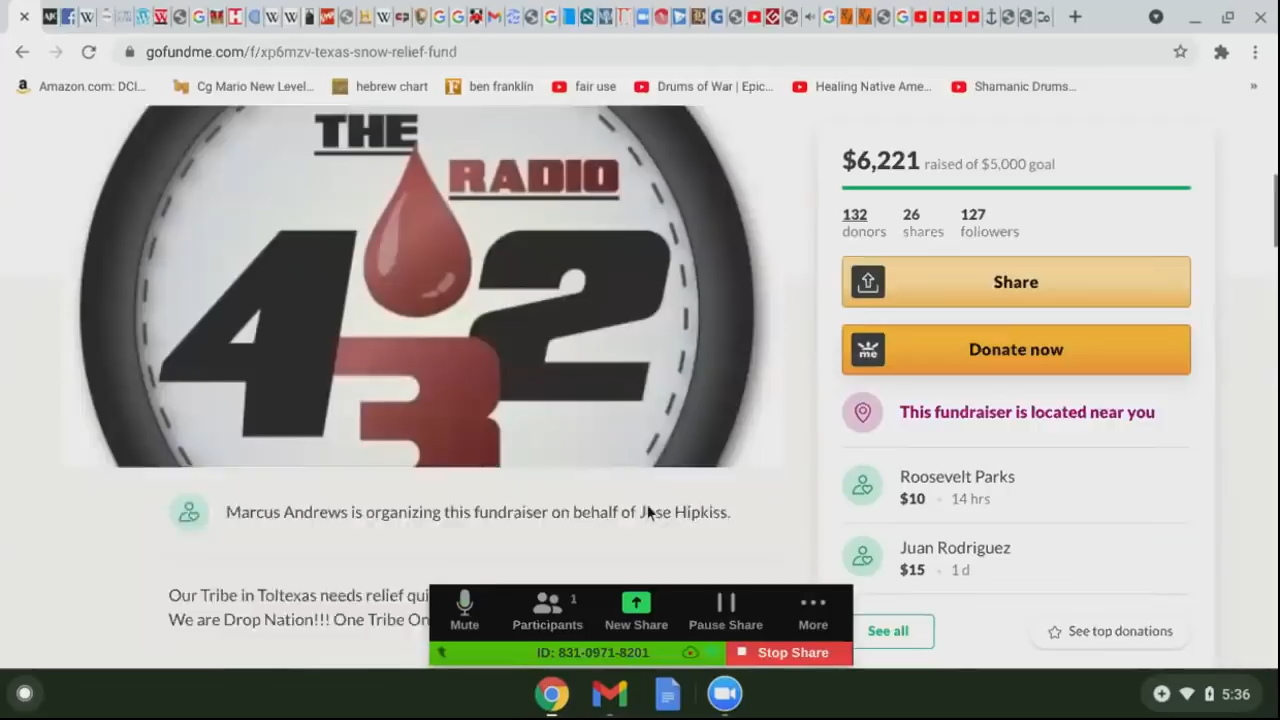 gofundme.com/f/xp6mzv-texas-snow-relief-fund
Amazon.com: DCI...
Cg Mario New Level...
hebrew chart
ben franklin
fair use
Drums of War | Epic...
Healing Native Ame...
Shamanic Drums...
»
THE
RADIO
432
$6,221 raised of $5,000 goal
132 donors
26 shares
127 followers
Share
me Donate now
This fundraiser is located near you
Roosevelt Parks
$10 • 14 hrs
Juan Rodriguez
$15 • 1 d
See all
See top donations
Marcus Andrews is organizing this fundraiser on behalf of Jose Hipkiss.
Our Tribe in Toltexas needs relief qui
We are Drop Nation!!! One Tribe On
Mute
Participants 1
New Share
Pause Share
More
ID: 831-0971-8201
Stop Share
5:36